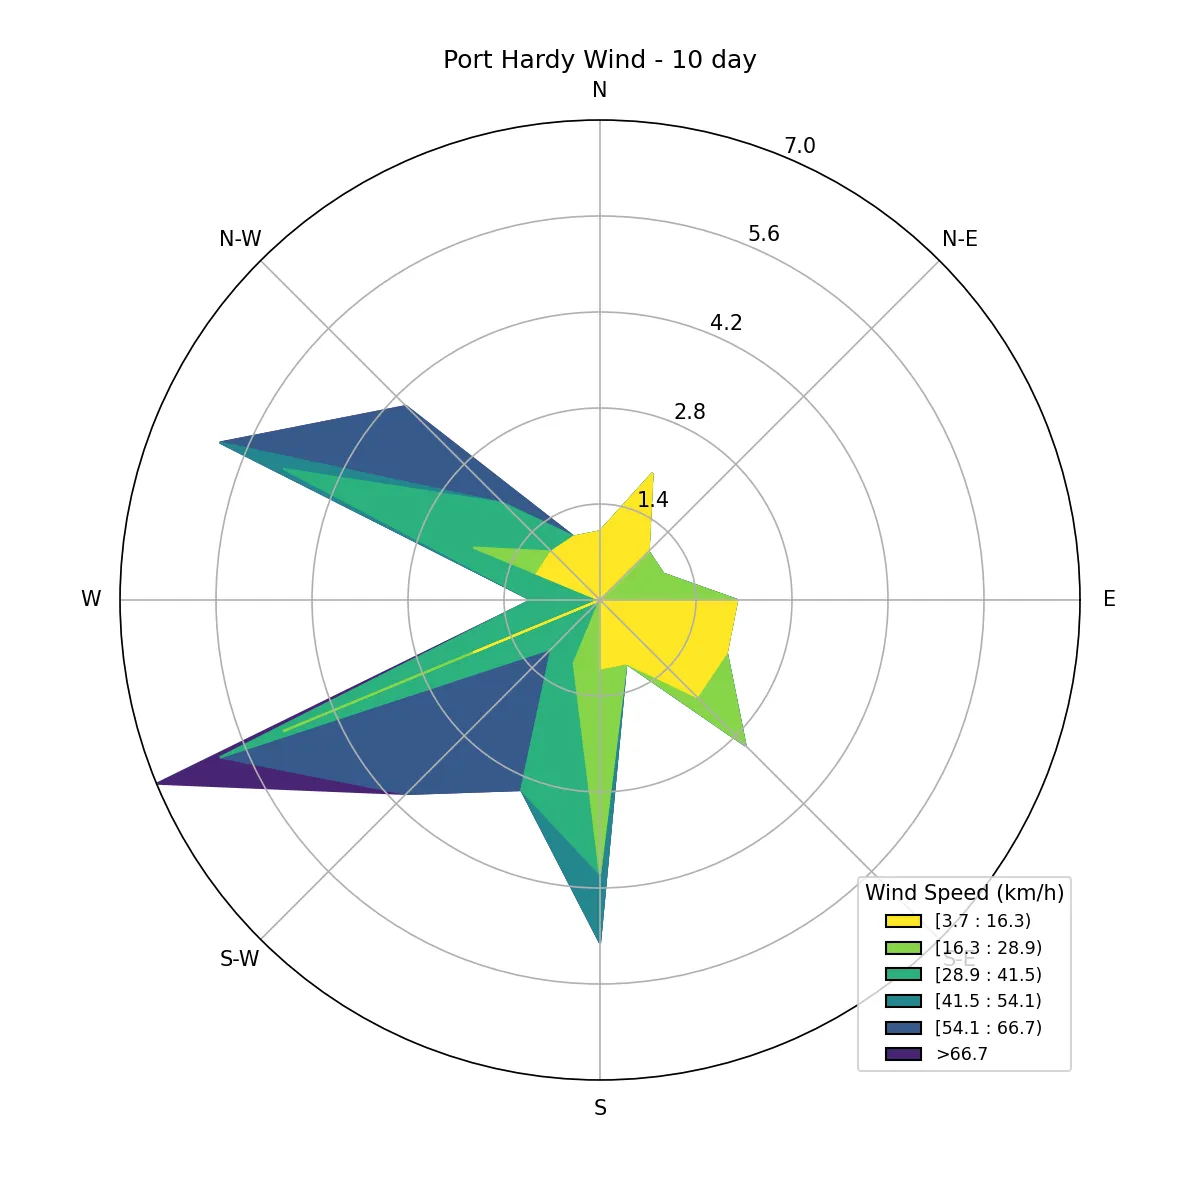 Port Hardy Wind - 10 day
N
7.0
N-W
5.6
N-E
4.2
2.8
1.4
W
E
S-W
S-E
S
Wind Speed (km/h)
[3.7 : 16.3)
[16.3 : 28.9)
[28.9 : 41.5)
[41.5 : 54.1)
[54.1 : 66.7)
>66.7